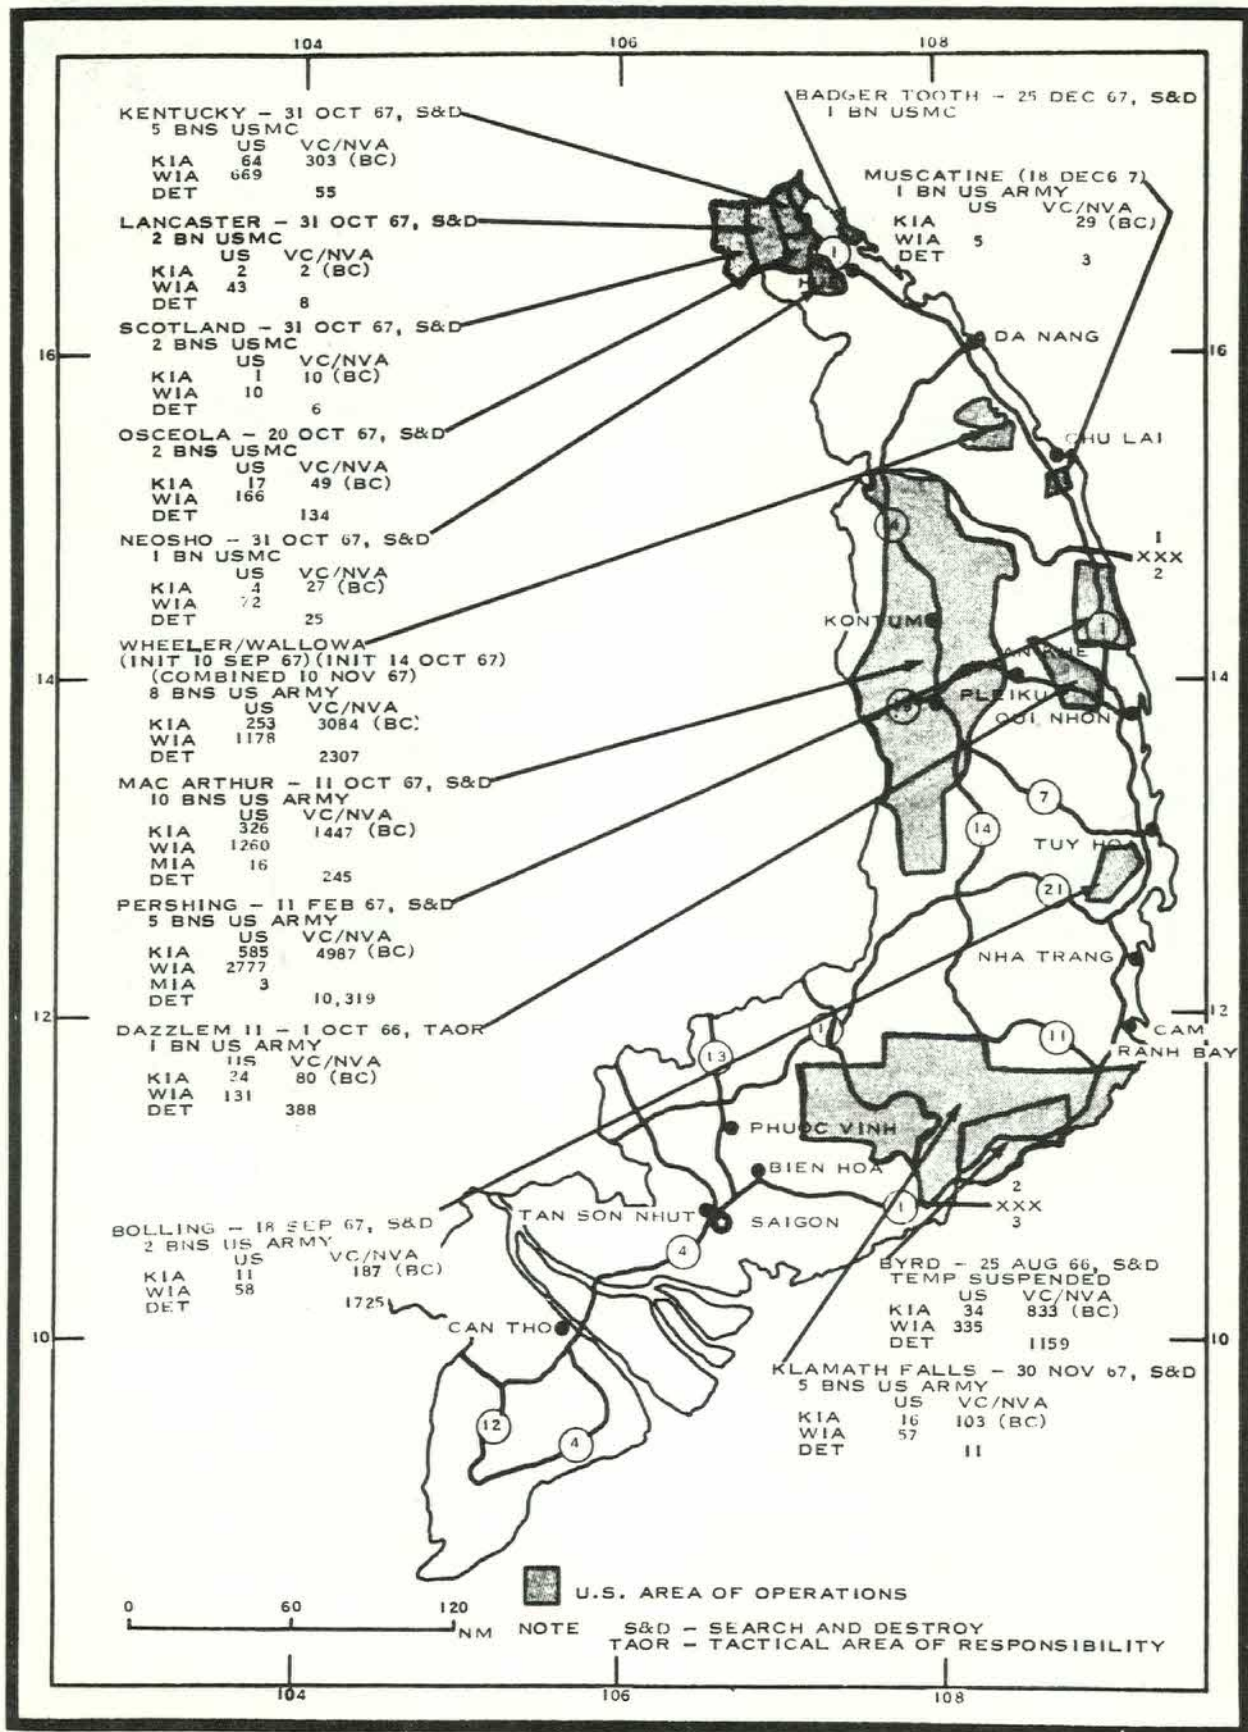 104 106 108
KENTUCKY – 31 OCT 67, S&D
5 BNS USMC
US VC/NVA
KIA 64 303 (BC)
WIA 669
DET 55
LANCASTER – 31 OCT 67, S&D
2 BN USMC
US VC/NVA
KIA 2 2 (BC)
WIA 43
DET 8
SCOTLAND – 31 OCT 67, S&D
2 BNS USMC
US VC/NVA
KIA 1 10 (BC)
WIA 10
DET 6
OSCEOLA – 20 OCT 67, S&D
2 BNS USMC
US VC/NVA
KIA 17 49 (BC)
WIA 166
DET 134
NEOSHO – 31 OCT 67, S&D
1 BN USMC
US VC/NVA
KIA 4 27 (BC)
WIA 72
DET 25
WHEELER/WALLOWA
(INIT 10 SEP 67) (INIT 14 OCT 67)
(COMBINED 10 NOV 67)
8 BNS US ARMY
US VC/NVA
KIA 253 3084 (BC)
WIA 1178
DET 2307
MAC ARTHUR – 11 OCT 67, S&D
10 BNS US ARMY
US VC/NVA
KIA 326 1447 (BC)
WIA 1260
MIA 16
DET 245
PERSHING – 11 FEB 67, S&D
5 BNS US ARMY
US VC/NVA
KIA 585 4987 (BC)
WIA 2777
MIA 3
DET 10,319
DAZZLEM 11 – 1 OCT 66, TAOR
1 BN US ARMY
US VC/NVA
KIA 24 80 (BC)
WIA 131
DET 388
BOLLING – 18 SEP 67, S&D
2 BNS US ARMY
US VC/NVA
KIA 11 187 (BC)
WIA 58
DET 1725
BADGER TOOTH – 25 DEC 67, S&D
1 BN USMC
MUSCATINE (18 DEC6 7)
1 BN US ARMY
US VC/NVA
KIA 29 (BC)
WIA 5
DET 3
1
16
DA NANG
16
CHU LAI
1
XXX
2
KONTUM
1
14
PLEIKU
14
19
QUI NHON
7
14
TUY HO
21
NHA TRANG
12
12
CAM
RANH BAY
13
11
PHUOC VINH
BIEN HOA
TAN SON NHUT
SAIGON
1
2
XXX
3
4
10
CAN THO
10
12
4
BYRD – 25 AUG 66, S&D
TEMP SUSPENDED
US VC/NVA
KIA 34 833 (BC)
WIA 335
DET 1159
KLAMATH FALLS – 30 NOV 67, S&D
5 BNS US ARMY
US VC/NVA
KIA 16 103 (BC)
WIA 57
DET 11
U.S. AREA OF OPERATIONS
0 60 120
NM
NOTE S&D – SEARCH AND DESTROY
TAOR – TACTICAL AREA OF RESPONSIBILITY
104 106 108